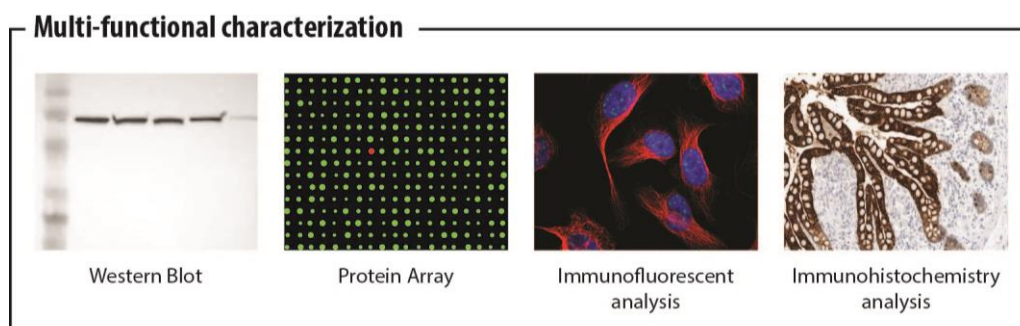 Multi-functional characterization
Western Blot
Protein Array
Immunofluorescent
analysis
Immunohistochemistry
analysis